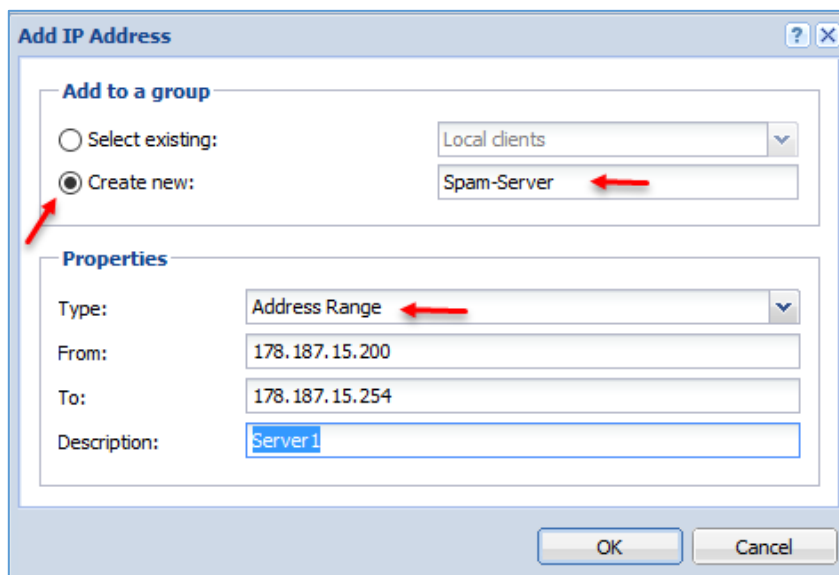 Add IP Address ?
Add to a group
Select existing: Local clients
Create new: Spam-Server
Properties
Type: Address Range
From: 178.187.15.200
To: 178.187.15.254
Description: Server1
OK Cancel